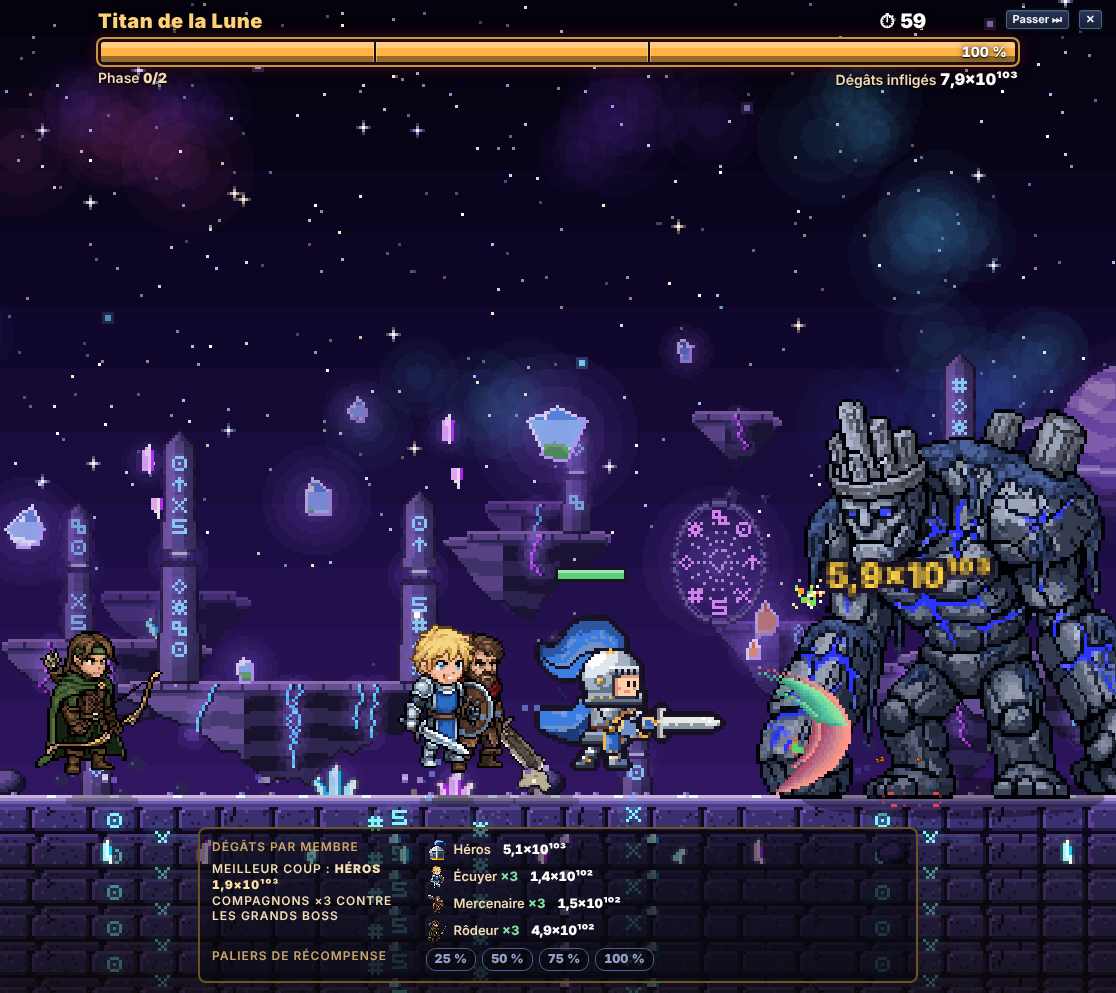 Titan de la Lune
⏱ 59
Passer ⏭
✕
100 %
Phase 0/2
Dégâts infligés 7,9×10¹⁰³
5,9×10¹⁰³
DÉGÂTS PAR MEMBRE
MEILLEUR COUP : HÉROS
1,9×10¹⁰³
COMPAGNONS ×3 CONTRE
LES GRANDS BOSS
Héros 5,1×10¹⁰³
Écuyer ×3 1,4×10¹⁰²
Mercenaire ×3 1,5×10¹⁰²
Rôdeur ×3 4,9×10¹⁰²
PALIERS DE RÉCOMPENSE
25 % 50 % 75 % 100 %